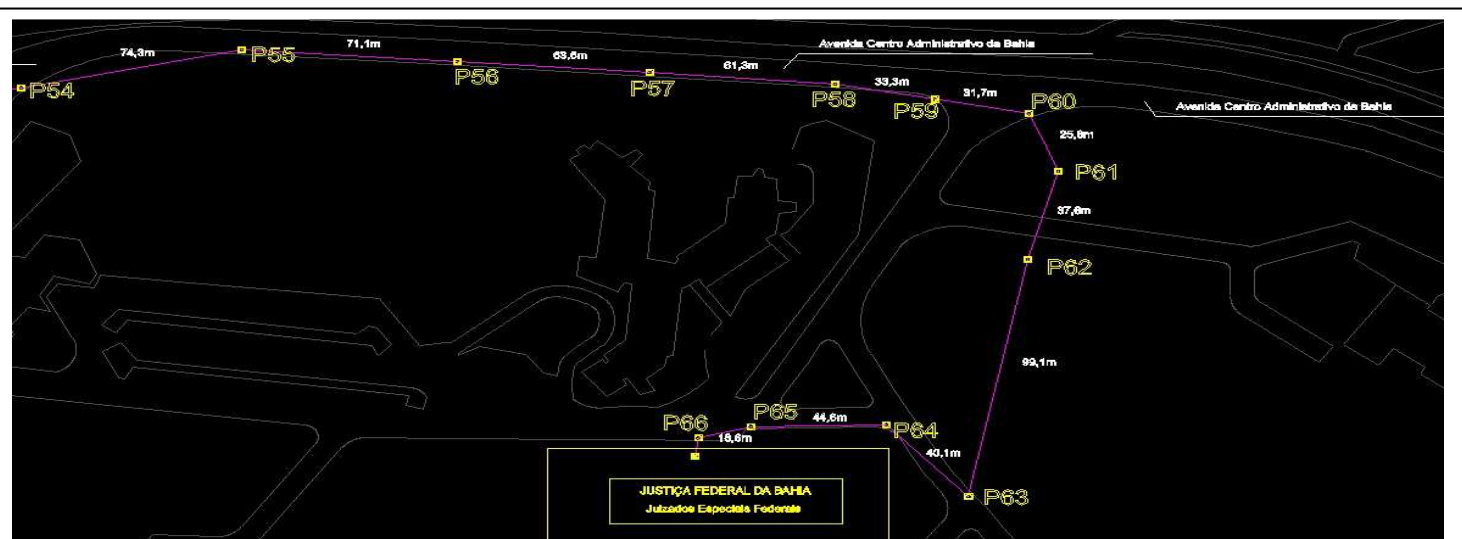 P54
74,3m
P55
71,1m
P56
63,6m
P57
61,3m
Avenida Centro Administrativo da Bahia
P58
33,3m
P59
31,7m
P60
Avenida Centro Administrativo da Bahia
25,8m
P61
37,6m
P62
99,1m
P63
43,1m
P64
44,6m
P65
18,6m
P66
JUSTIÇA FEDERAL DA BAHIA
Juizados Especiais Federais